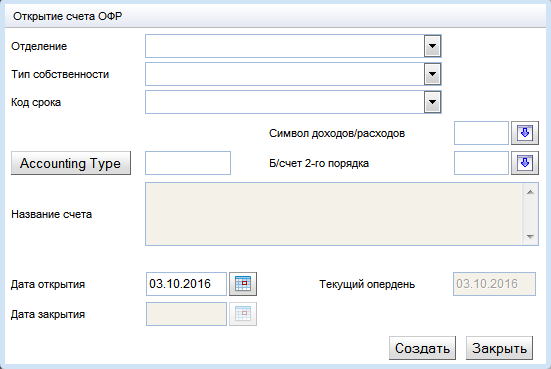 Открытие счета ОФР
Отделение
Тип собственности
Код срока
Символ доходов/расходов
Accounting Type
Б/счет 2-го порядка
Название счета
Дата открытия 03.10.2016 Текущий опердень 03.10.2016
Дата закрытия
Создать Закрыть